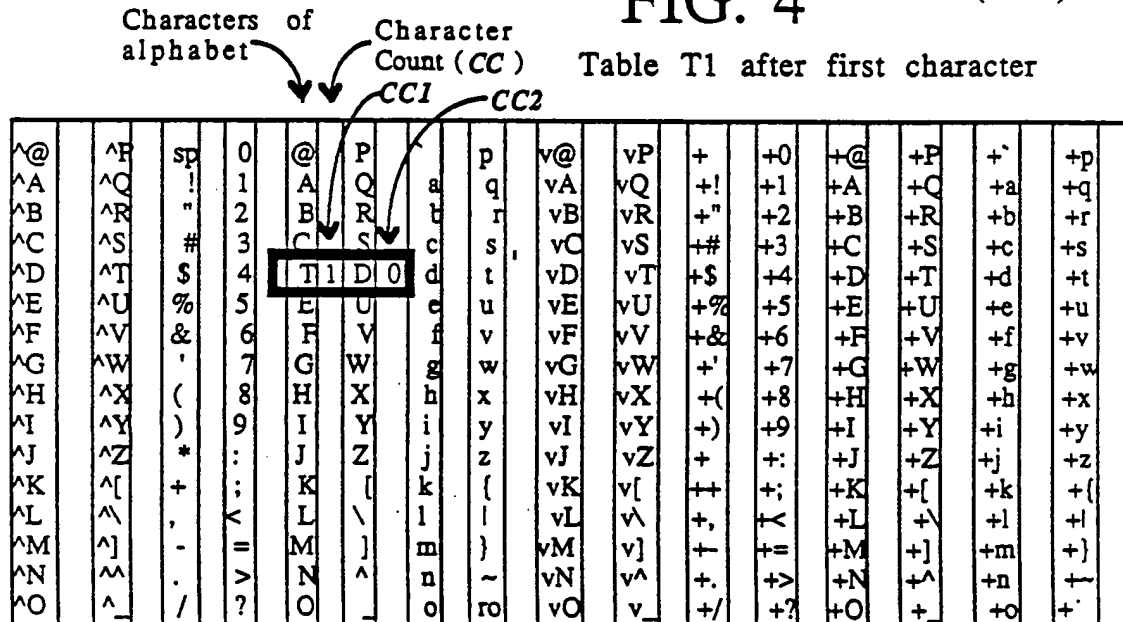 FIG. 4
Characters of alphabet
Character Count (CC)
Table T1 after first character
CC1 CC2
^@ ^P sp 0 @ P ` p v@ vP + +0 +@ +P +` +p
^A ^Q ! 1 A Q a q vA vQ +! +1 +A +Q +a +q
^B ^R " 2 B R b r vB vR +" +2 +B +R +b +r
^C ^S # 3 C S c s vC vS +# +3 +C +S +c +s
^D ^T $ 4 T 1 D 0 d t vD vT +$ +4 +D +T +d +t
^E ^U % 5 E U e u vE vU +% +5 +E +U +e +u
^F ^V & 6 F V f v vF vV +& +6 +F +V +f +v
^G ^W ' 7 G W g w vG vW +' +7 +G +W +g +w
^H ^X ( 8 H X h x vH vX +( +8 +H +X +h +x
^I ^Y ) 9 I Y i y vI vY +) +9 +I +Y +i +y
^J ^Z * : J Z j z vJ vZ + +: +J +Z +j +z
^K ^[ + ; K [ k { vK v[ ++ +; +K +[ +k +{
^L ^\ , < L \ l | vL v\ +, +< +L +\ +l +|
^M ^] - = M ] m } vM v] +- += +M +] +m +}
^N ^^ . > N ^ n ~ vN v^ +. +> +N +^ +n +~
^O ^_ / ? O _ o ro vO v_ +/ +? +O +_ +o +˙